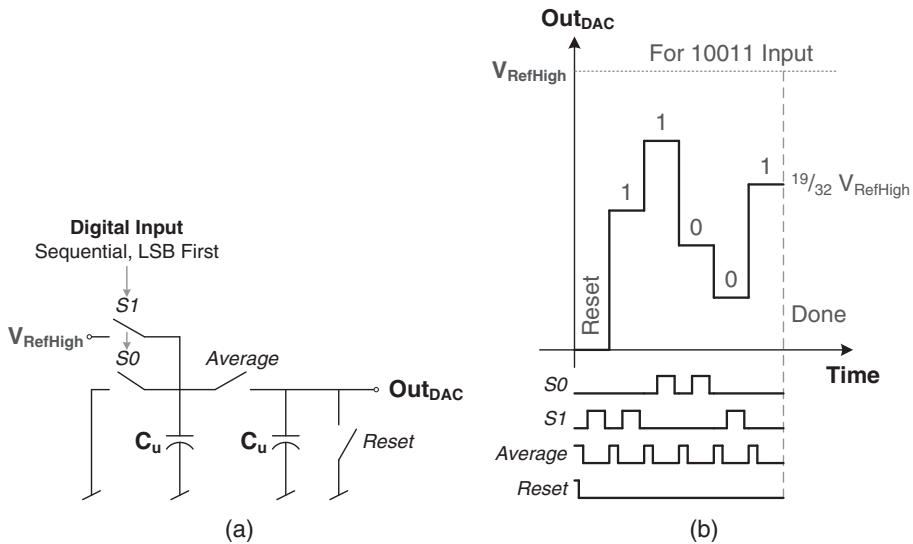 Digital Input
Sequential, LSB First
S1
V_RefHigh
S0
Average
Out_DAC
C_u
C_u
Reset
(a)
Out_DAC
For 10011 Input
V_RefHigh
1
1
1
19/32 V_RefHigh
0
0
Reset
Done
Time
S0
S1
Average
Reset
(b)